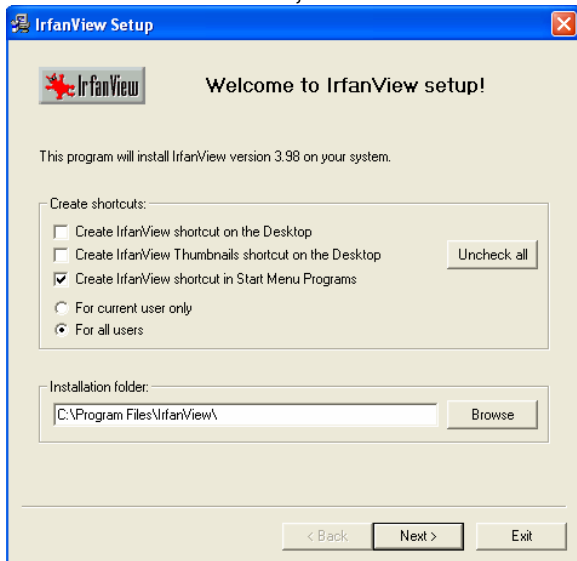 IrfanView Setup
IrfanView
Welcome to IrfanView setup!
This program will install IrfanView version 3.98 on your system.
Create shortcuts:
Create IrfanView shortcut on the Desktop
Create IrfanView Thumbnails shortcut on the Desktop
Uncheck all
Create IrfanView shortcut in Start Menu Programs
For current user only
For all users
Installation folder:
C:\Program Files\IrfanView\
Browse
< Back
Next >
Exit